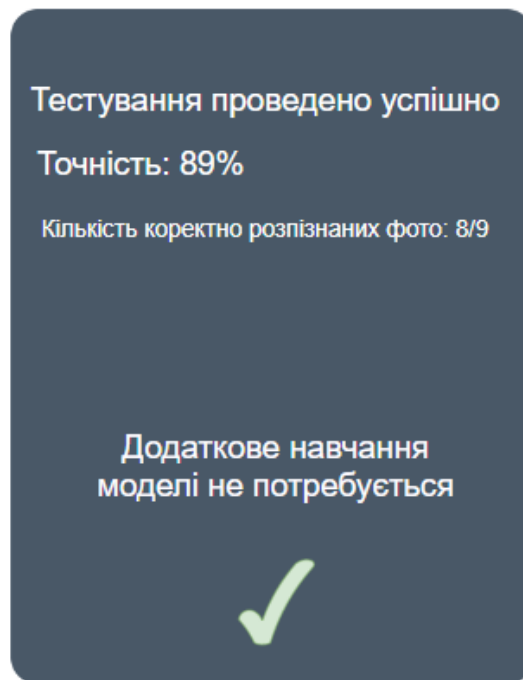 Тестування проведено успішно
Точність: 89%
Кількість коректно розпізнаних фото: 8/9
Додаткове навчання
моделі не потребується